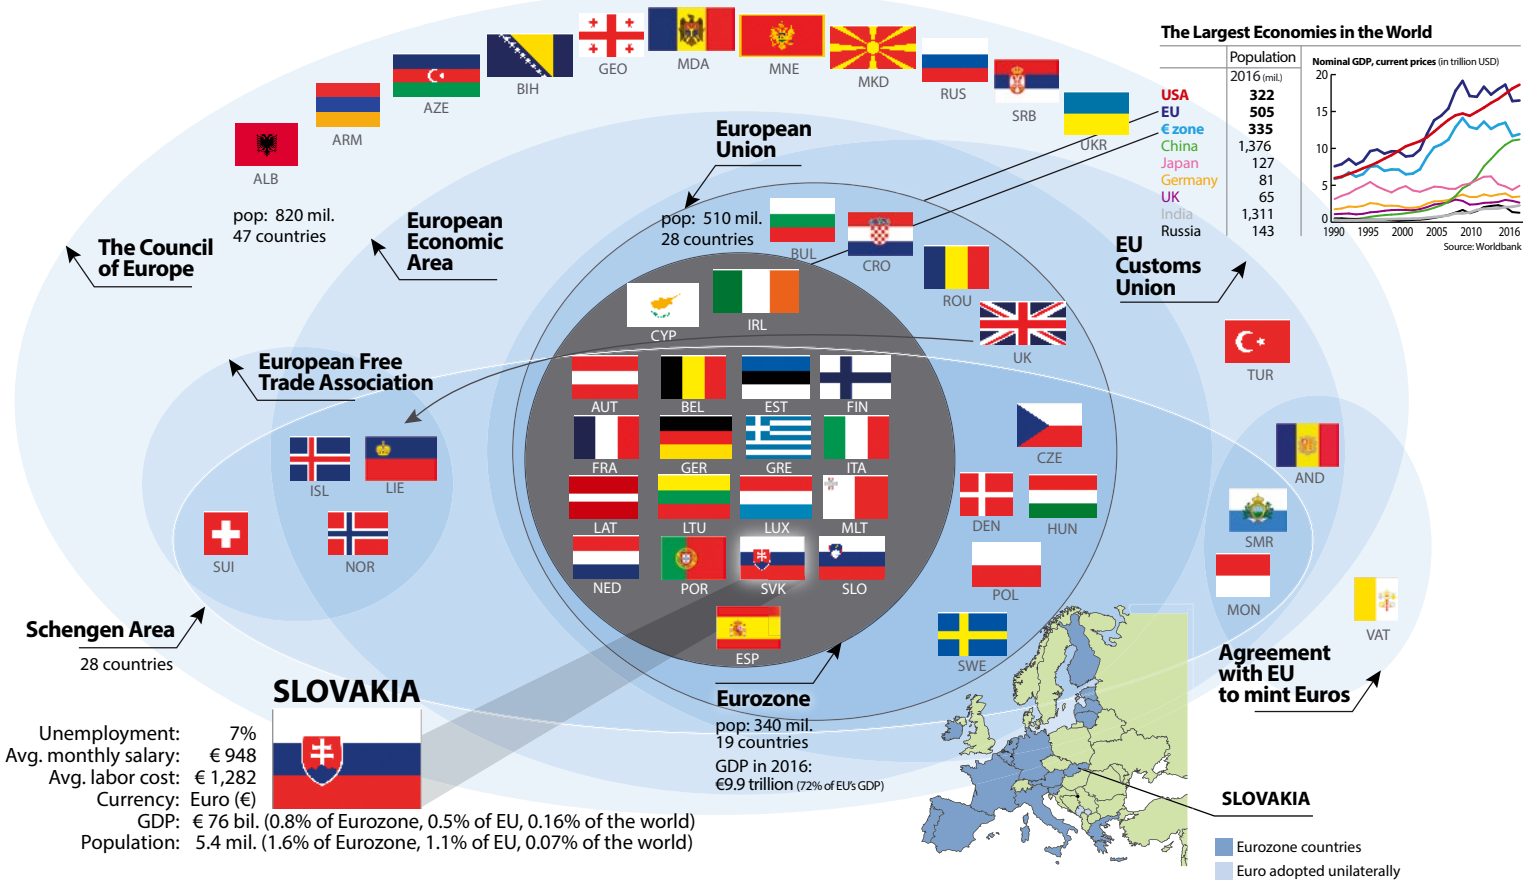 GEO
MDA
MNE
MKD
RUS
SRB
UKR
BIH
AZE
ARM
ALB
pop: 820 mil.
47 countries
The Council
of Europe
European
Economic
Area
European
Union
pop: 510 mil.
28 countries
BUL
CRO
ROU
UK
The Largest Economies in the World
Population
2016 (mil.)
USA 322
EU 505
€ zone 335
China 1,376
Japan 127
Germany 81
UK 65
India 1,311
Russia 143
Nominal GDP, current prices (in trillion USD)
20
15
10
5
0
1990 1995 2000 2005 2010 2016
Source: Worldbank
EU
Customs
Union
TUR
European Free
Trade Association
ISL
LIE
SUI
NOR
CYP
IRL
AUT BEL EST FIN
FRA GER GRE ITA
LAT LTU LUX MLT
NED POR SVK SLO
ESP
CZE
DEN
HUN
POL
SWE
AND
SMR
MON
VAT
Agreement
with EU
to mint Euros
Schengen Area
28 countries
Eurozone
pop: 340 mil.
19 countries
GDP in 2016:
€9.9 trillion (72% of EU's GDP)
SLOVAKIA
Unemployment: 7%
Avg. monthly salary: € 948
Avg. labor cost: € 1,282
Currency: Euro (€)
GDP: € 76 bil. (0.8% of Eurozone, 0.5% of EU, 0.16% of the world)
Population: 5.4 mil. (1.6% of Eurozone, 1.1% of EU, 0.07% of the world)
SLOVAKIA
Eurozone countries
Euro adopted unilaterally